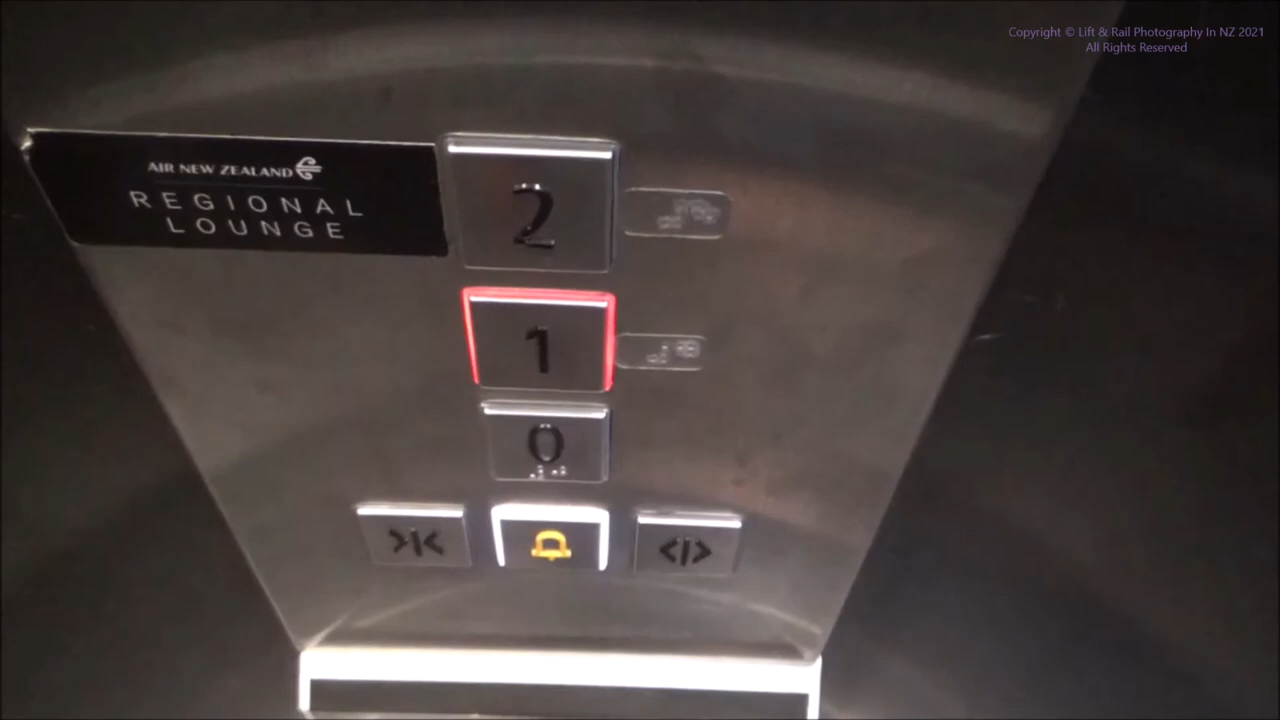 Copyright © Lift & Rail Photography In NZ 2021
All Rights Reserved
AIR NEW ZEALAND
REGIONAL
LOUNGE
2
1
0
>|<
<|>